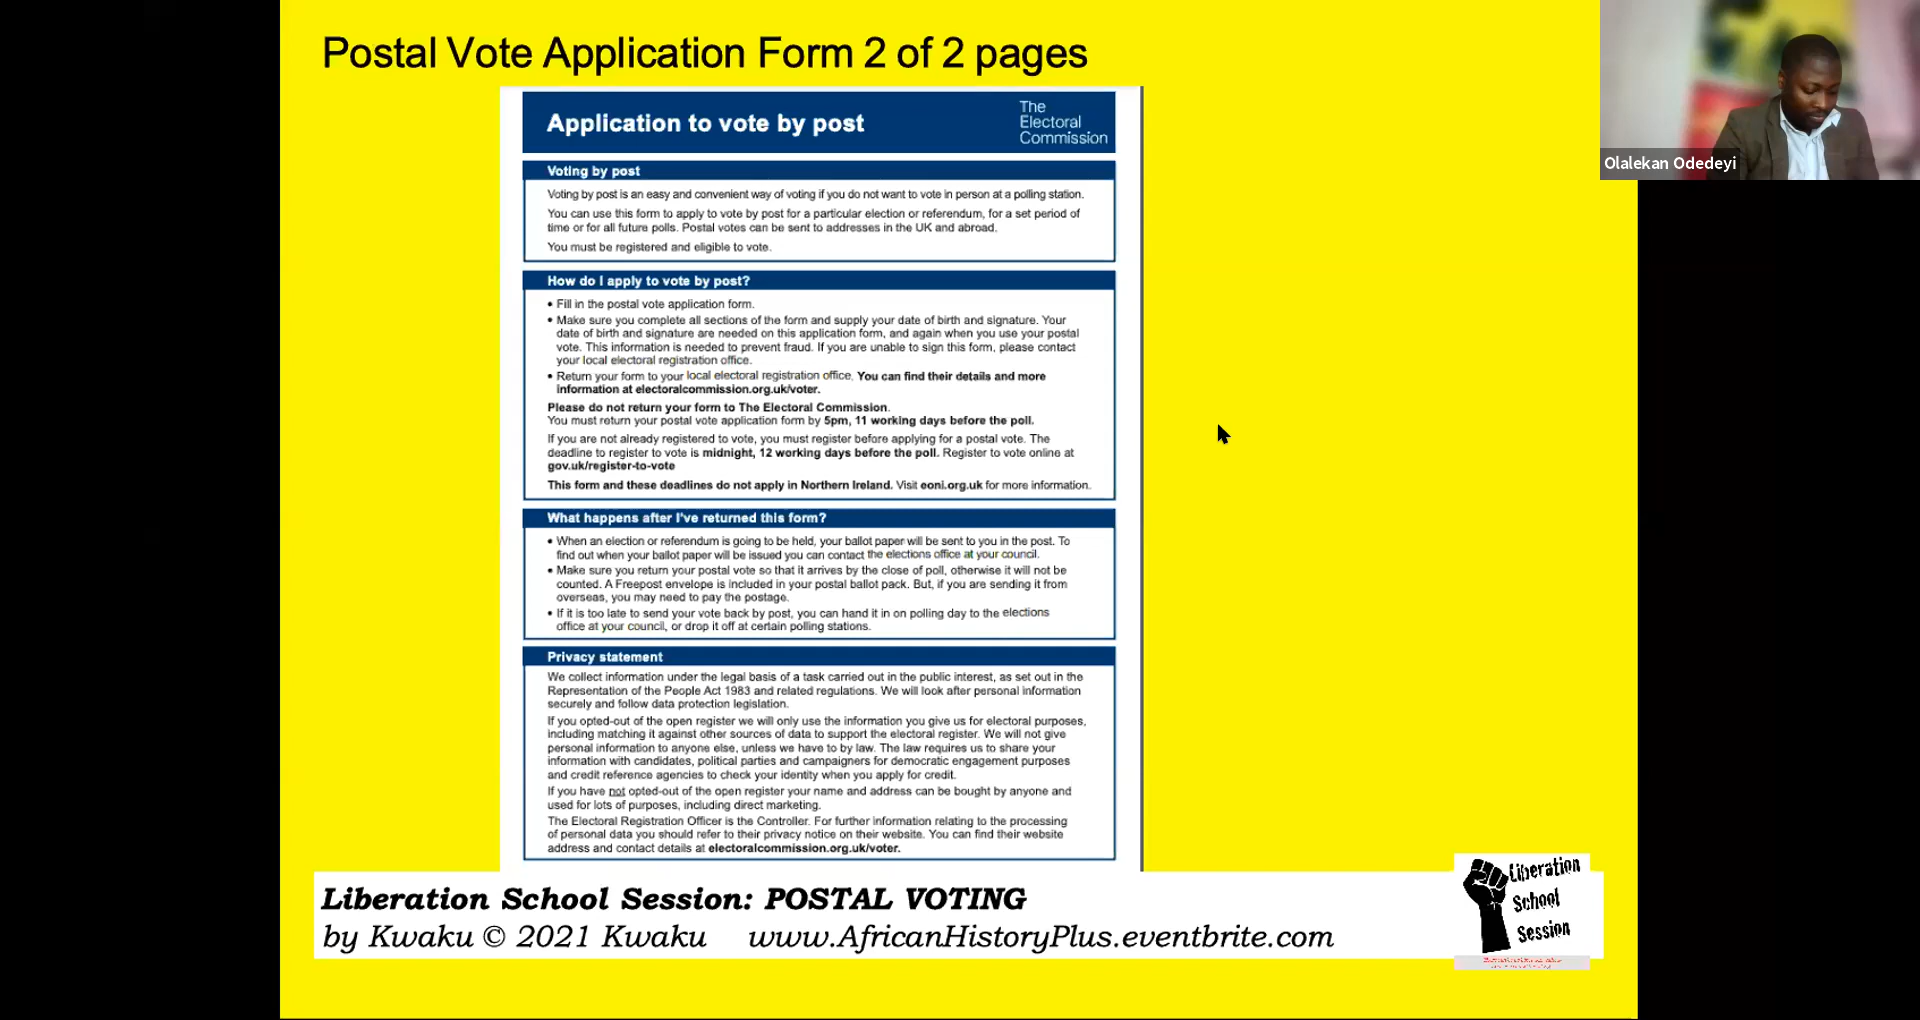 Postal Vote Application Form 2 of 2 pages
Olalekan Odedeyi
Application to vote by post
The
Electoral
Commission
Voting by post
Voting by post is an easy and convenient way of voting if you do not want to vote in person at a polling station.
You can use this form to apply to vote by post for a particular election or referendum, for a set period of
time or for all future polls. Postal votes can be sent to addresses in the UK and abroad.
You must be registered and eligible to vote.
How do I apply to vote by post?
• Fill in the postal vote application form.
• Make sure you complete all sections of the form and supply your date of birth and signature. Your
date of birth and signature are needed on this application form, and again when you use your postal
vote. This information is needed to prevent fraud. If you are unable to sign this form, please contact
your local electoral registration office.
• Return your form to your local electoral registration office. You can find their details and more
information at electoralcommission.org.uk/voter.
Please do not return your form to The Electoral Commission.
You must return your postal vote application form by 5pm, 11 working days before the poll.
If you are not already registered to vote, you must register before applying for a postal vote. The
deadline to register to vote is midnight, 12 working days before the poll. Register to vote online at
gov.uk/register-to-vote
This form and these deadlines do not apply in Northern Ireland. Visit eoni.org.uk for more information.
What happens after I've returned this form?
• When an election or referendum is going to be held, your ballot paper will be sent to you in the post. To
find out when your ballot paper will be issued you can contact the elections office at your council.
• Make sure you return your postal vote so that it arrives by the close of poll, otherwise it will not be
counted. A Freepost envelope is included in your postal ballot pack. But, if you are sending it from
overseas, you may need to pay the postage.
• If it is too late to send your vote back by post, you can hand it in on polling day to the elections
office at your council, or drop it off at certain polling stations.
Privacy statement
We collect information under the legal basis of a task carried out in the public interest, as set out in the
Representation of the People Act 1983 and related regulations. We will look after personal information
securely and follow data protection legislation.
If you opted-out of the open register we will only use the information you give us for electoral purposes,
including matching it against other sources of data to support the electoral register. We will not give
personal information to anyone else, unless we have to by law. The law requires us to share your
information with candidates, political parties and campaigners for democratic engagement purposes
and credit reference agencies to check your identity when you apply for credit.
If you have not opted-out of the open register your name and address can be bought by anyone and
used for lots of purposes, including direct marketing.
The Electoral Registration Officer is the Controller. For further information relating to the processing
of personal data you should refer to their privacy notice on their website. You can find their website
address and contact details at electoralcommission.org.uk/voter.
Liberation School Session: POSTAL VOTING
by Kwaku © 2021 Kwaku www.AfricanHistoryPlus.eventbrite.com
Liberation
School
Session